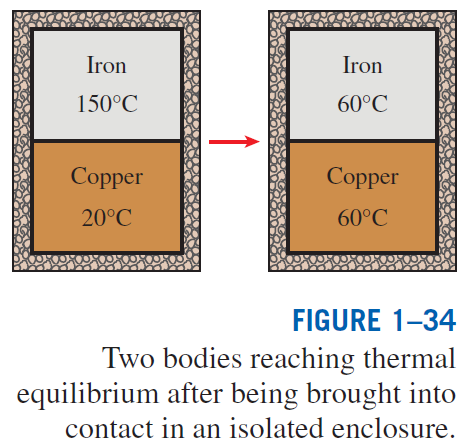 Iron
150°C
Copper
20°C
Iron
60°C
Copper
60°C
FIGURE 1–34
Two bodies reaching thermal
equilibrium after being brought into
contact in an isolated enclosure.